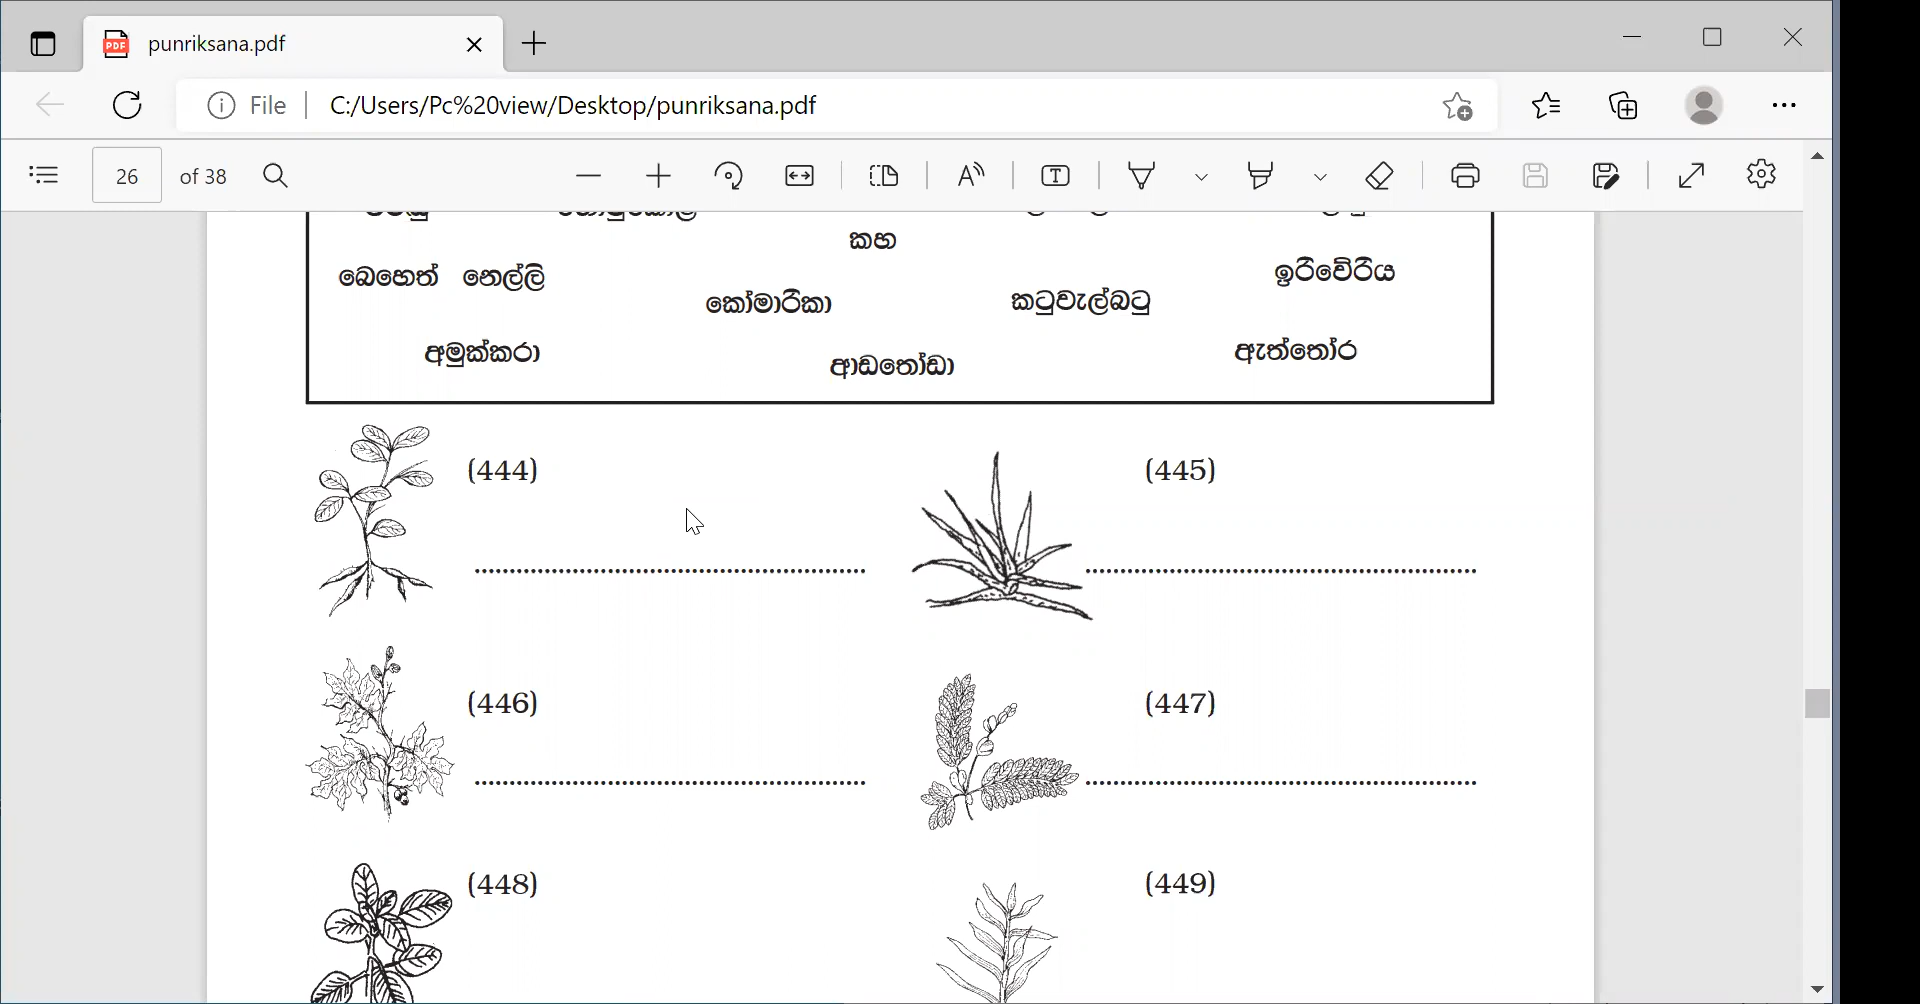 punriksana.pdf
File C:/Users/Pc%20view/Desktop/punriksana.pdf
26 of 38
කහ
බෙහෙත් නෙල්ලි ඉරිවේරිය
කෝමාරිකා කටුවැල්බටු
අමුක්කරා ආඩතෝඩා ඇත්තෝර
(444) (445)
(446) (447)
(448) (449)